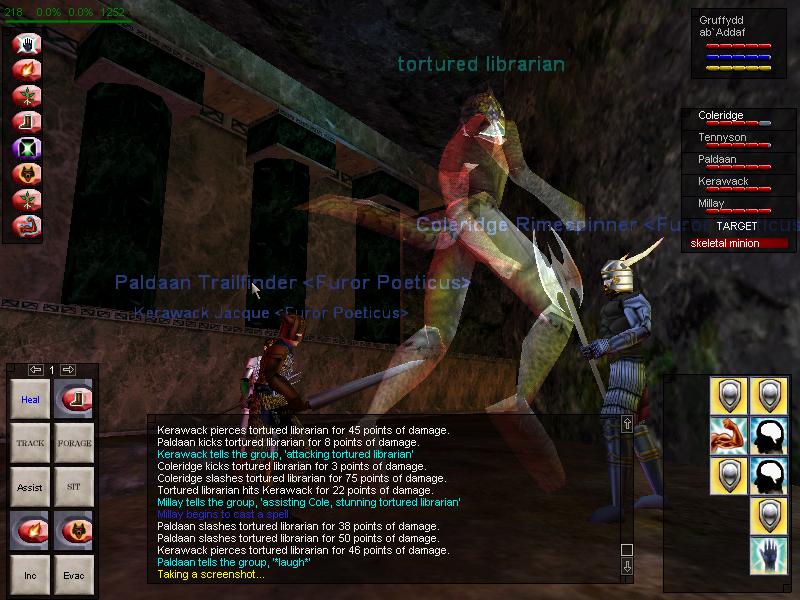 218 0.0% 0.0% 1252
Gruffydd
ab`Addaf
tortured librarian
Coleridge
Tennyson
Paldaan
Kerawack
Millay
TARGET
skeletal minion
Coleridge Rimespinner <Furor Poeticus
Paldaan Trailfinder <Furor Poeticus>
Kerawack Jacque <Furor Poeticus>
1
Heal
TRACK FORAGE
Assist SIT
Inc Evac
Kerawack pierces tortured librarian for 45 points of damage.
Paldaan kicks tortured librarian for 8 points of damage.
Kerawack tells the group, 'attacking tortured librarian'
Coleridge kicks tortured librarian for 3 points of damage.
Coleridge slashes tortured librarian for 75 points of damage.
Tortured librarian hits Kerawack for 22 points of damage.
Millay tells the group, 'assisting Cole, stunning tortured librarian'
Millay begins to cast a spell.
Paldaan slashes tortured librarian for 38 points of damage.
Paldaan slashes tortured librarian for 50 points of damage.
Kerawack pierces tortured librarian for 46 points of damage.
Paldaan tells the group, '*laugh*'
Taking a screenshot...